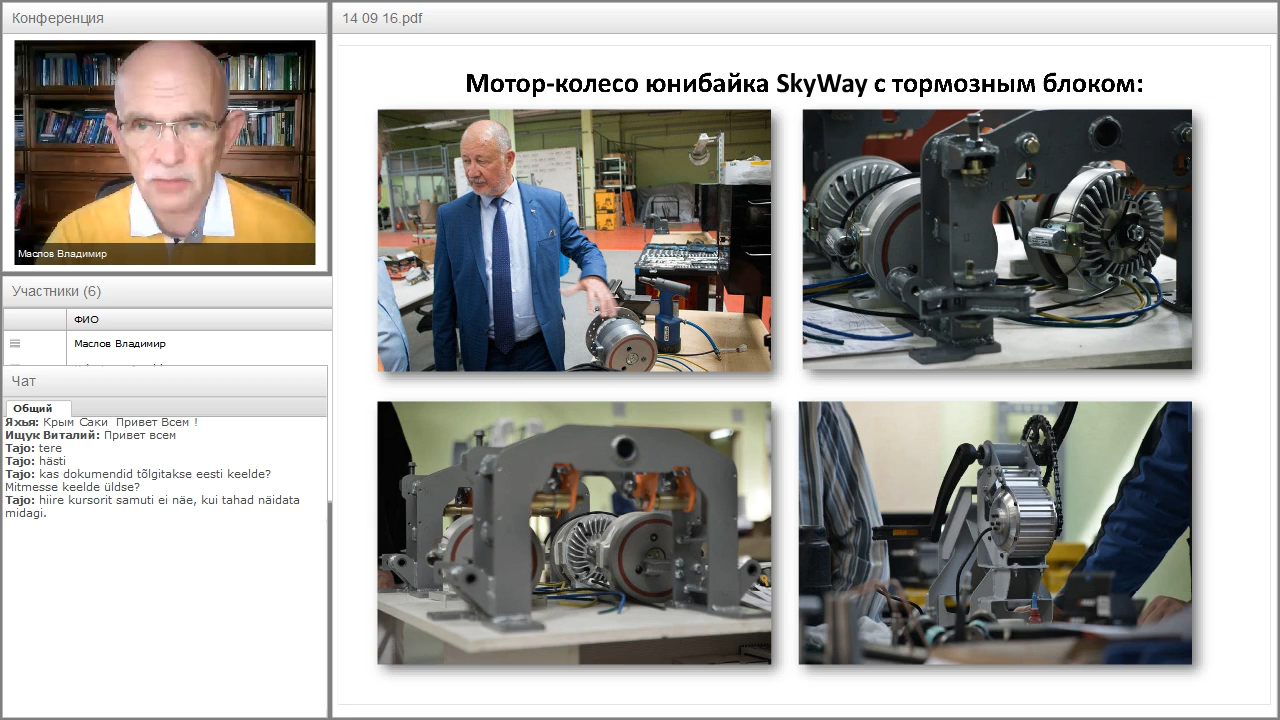 Конференция
Маслов Владимир
Участники (6)
ФИО
Маслов Владимир
Чат
Общий
Яхья: Крым Саки Привет Всем !
Ищук Виталий: Привет всем
Tajo: tere
Tajo: hästi
Tajo: kas dokumendid tõlgitakse eesti keelde?
Mitmesse keelde üldse?
Tajo: hiire kursorit samuti ei näe, kui tahad näidata
midagi.
14 09 16.pdf
Мотор-колесо юнибайка SkyWay с тормозным блоком: